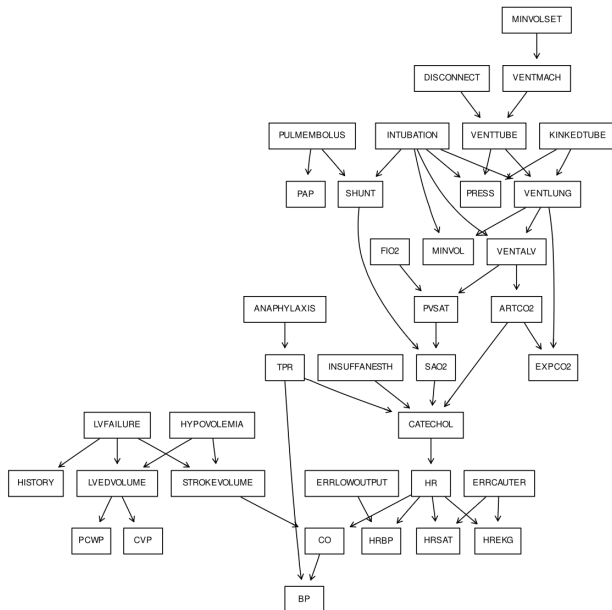 MINVOLSET
DISCONNECT VENTMACH
PULMEMBOLUS INTUBATION VENTTUBE KINKEDTUBE
PAP SHUNT PRESS VENTLUNG
FIO2 MINVOL VENTALV
ANAPHYLAXIS PVSAT ARTCO2
TPR INSUFFANESTH SAO2 EXPCO2
LVFAILURE HYPOVOLEMIA CATECHOL
HISTORY LVEDVOLUME STROKEVOLUME ERRLOWOUTPUT HR ERRCAUTER
PCWP CVP CO HRBP HRSAT HREKG
BP